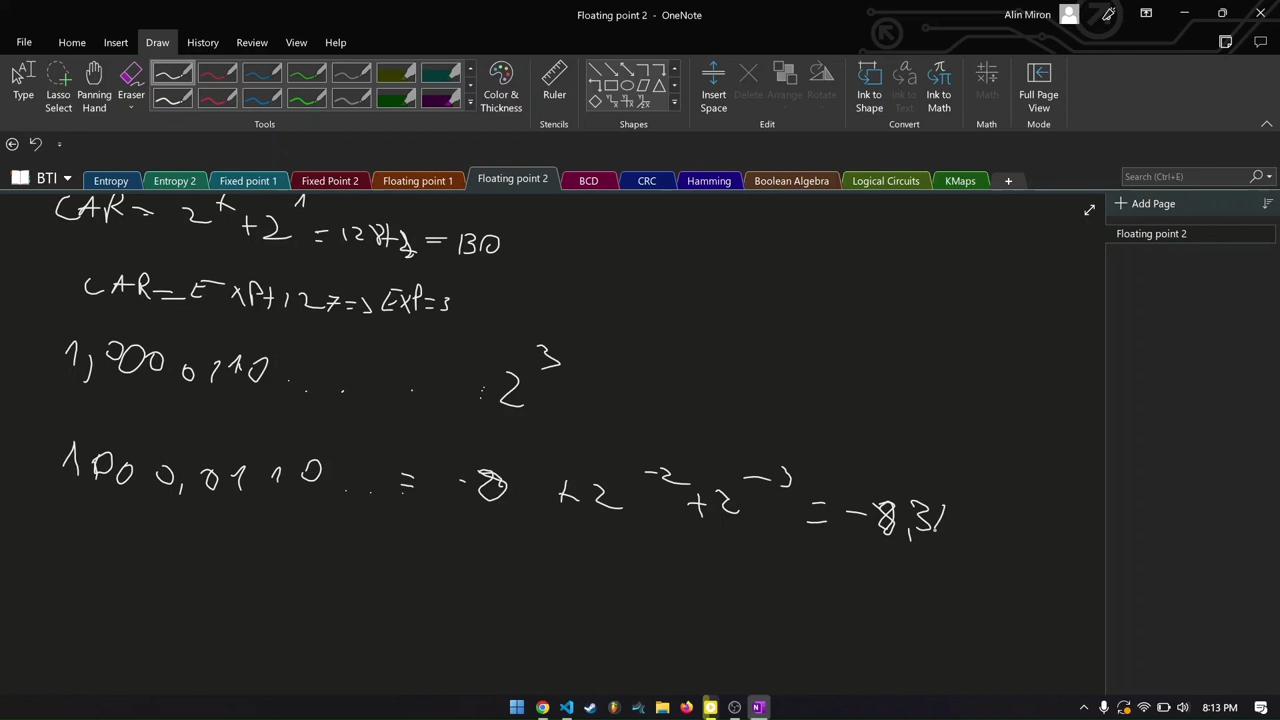 Floating point 2 - OneNote
Alin Miron
File Home Insert Draw History Review View Help
Type Lasso Select Panning Hand Eraser Color & Thickness Ruler Insert Space Delete Arrange Rotate Ink to Shape Ink to Text Ink to Math Math Full Page View
Tools Stencils Shapes Edit Convert Math Mode
BTI Entropy Entropy 2 Fixed point 1 Fixed Point 2 Floating point 1 Floating point 2 BCD CRC Hamming Boolean Algebra Logical Circuits KMaps + Search (Ctrl+E)
+ Add Page
Floating point 2
CAR = 2^7 + 2^1 = 128+2 = 130
CAR = Exp+127 => Exp=3
1,0000110 . . . . . 2^3
1000,0110 . . . = -8 + 2^-2 + 2^-3 = -8,3
8:13 PM